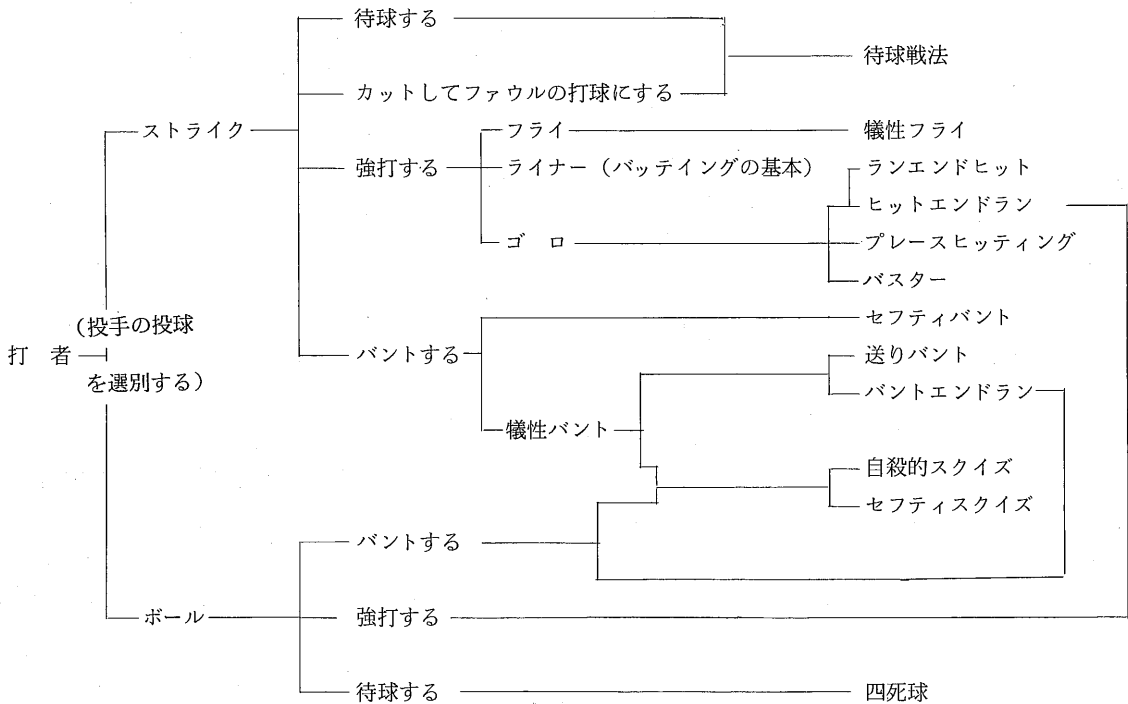 待球する
待球戦法
カットしてファウルの打球にする
ストライク
フライ
犠牲フライ
強打する
ライナー（バッテイングの基本）
ランエンドヒット
ヒットエンドラン
ゴ ロ
プレースヒッティング
バスター
（投手の投球
セフティバント
打 者
バントする
送りバント
を選別する）
バントエンドラン
犠性バント
自殺的スクイズ
セフティスクイズ
バントする
ボール
強打する
待球する
四死球